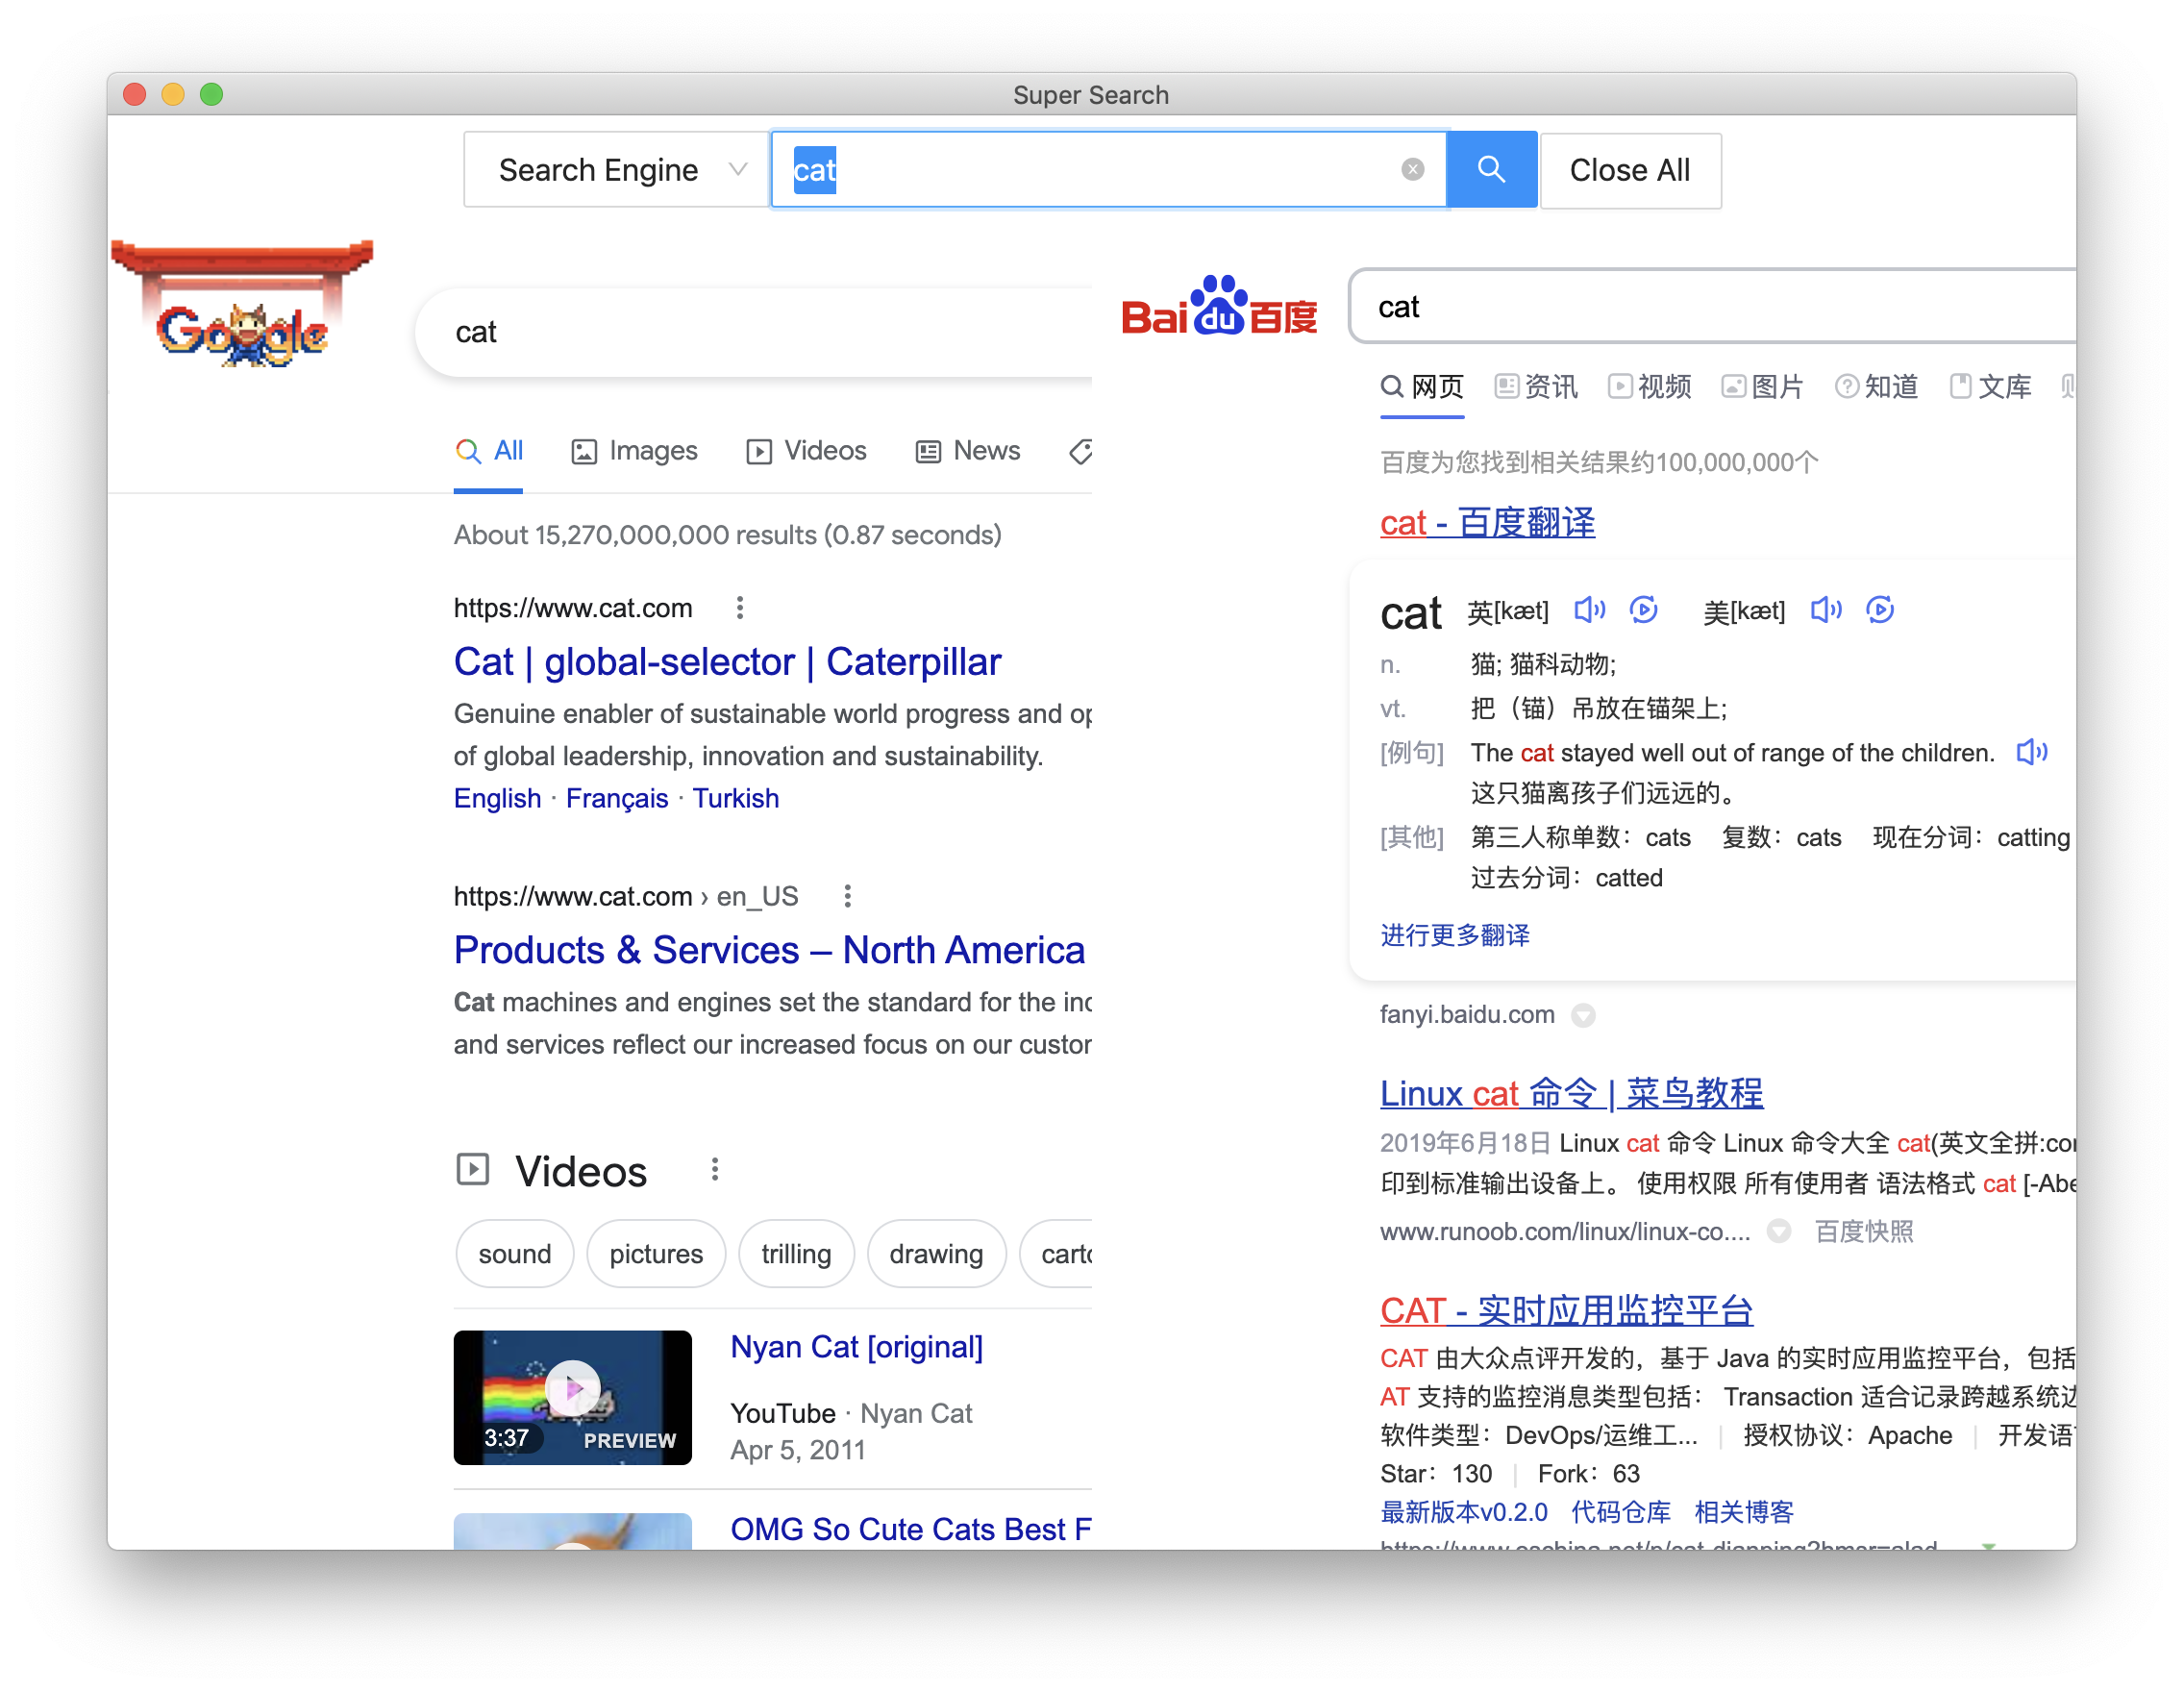 Super Search
Search Engine
cat
Close All
Google
cat
All
Images
Videos
News
About 15,270,000,000 results (0.87 seconds)
https://www.cat.com
Cat | global-selector | Caterpillar
Genuine enabler of sustainable world progress and op
of global leadership, innovation and sustainability.
English · Français · Turkish
https://www.cat.com › en_US
Products & Services – North America
Cat machines and engines set the standard for the inc
and services reflect our increased focus on our custor
Videos
sound
pictures
trilling
drawing
carto
3:37
PREVIEW
Nyan Cat [original]
YouTube · Nyan Cat
Apr 5, 2011
OMG So Cute Cats Best F
Baidu百度
cat
网页
资讯
视频
图片
知道
文库
百度为您找到相关结果约100,000,000个
cat - 百度翻译
cat 英[kæt] 美[kæt]
n. 猫; 猫科动物;
vt. 把（锚）吊放在锚架上;
[例句] The cat stayed well out of range of the children.
这只猫离孩子们远远的。
[其他] 第三人称单数：cats 复数：cats 现在分词：catting
过去分词：catted
进行更多翻译
fanyi.baidu.com
Linux cat 命令 | 菜鸟教程
2019年6月18日 Linux cat 命令 Linux 命令大全 cat(英文全拼:cor
印到标准输出设备上。 使用权限 所有使用者 语法格式 cat [-Abe
www.runoob.com/linux/linux-co.... 百度快照
CAT - 实时应用监控平台
CAT 由大众点评开发的，基于 Java 的实时应用监控平台，包括
AT 支持的监控消息类型包括： Transaction 适合记录跨越系统边
软件类型：DevOps/运维工... | 授权协议：Apache | 开发语
Star：130 | Fork：63
最新版本v0.2.0 代码仓库 相关博客